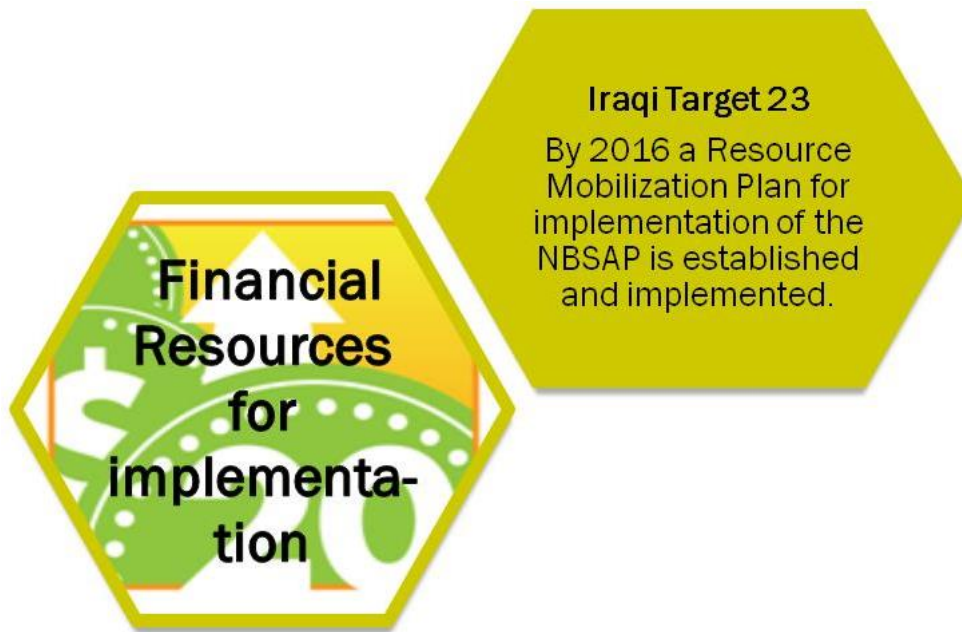 Iraqi Target 23
By 2016 a Resource
Mobilization Plan for
implementation of the
NBSAP is established
and implemented.
Financial
Resources
for
implementa-
tion
$
20